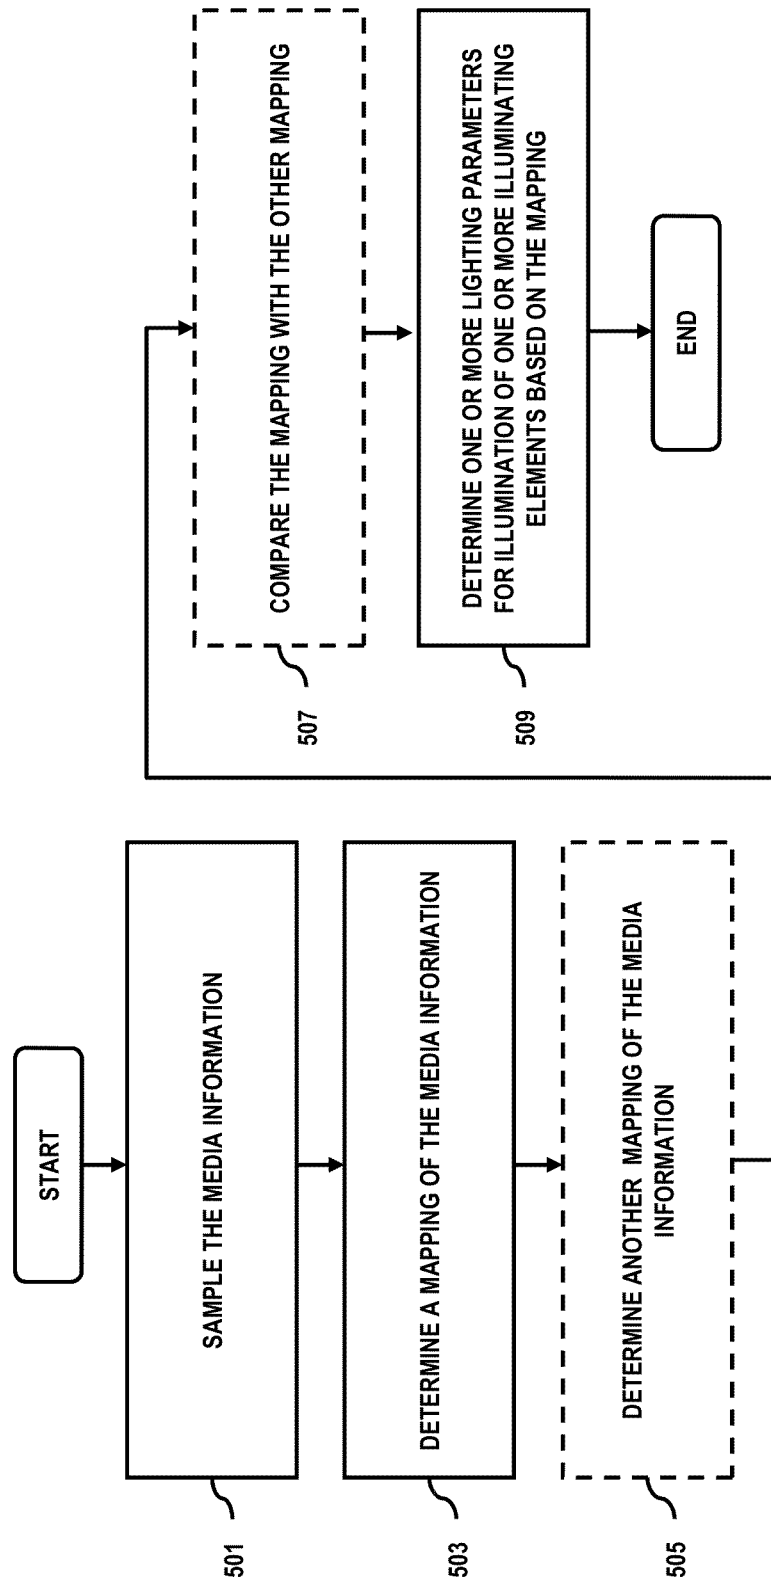 START
SAMPLE THE MEDIA INFORMATION
501
DETERMINE A MAPPING OF THE MEDIA INFORMATION
503
DETERMINE ANOTHER MAPPING OF THE MEDIA
INFORMATION
505
COMPARE THE MAPPING WITH THE OTHER MAPPING
507
DETERMINE ONE OR MORE LIGHTING PARAMETERS
FOR ILLUMINATION OF ONE OR MORE ILLUMINATING
ELEMENTS BASED ON THE MAPPING
509
END